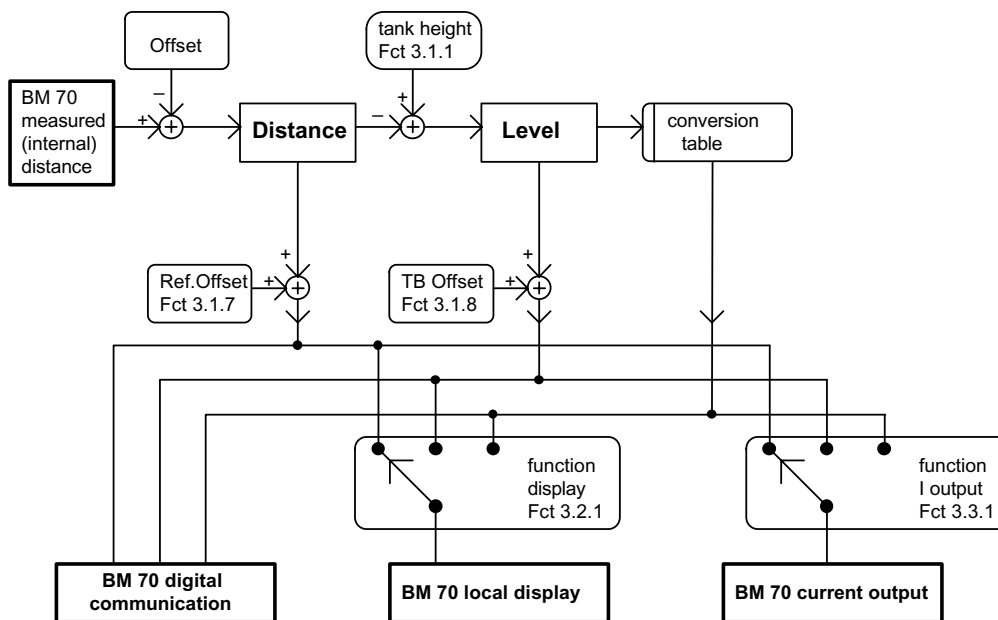 Offset
tank height
Fct 3.1.1
BM 70
measured
(internal)
distance
−
+
+
Distance
−
+
+
Level
conversion
table
Ref.Offset
Fct 3.1.7
+
+
+
TB Offset
Fct 3.1.8
+
+
+
function
display
Fct 3.2.1
function
I output
Fct 3.3.1
BM 70 digital
communication
BM 70 local display
BM 70 current output